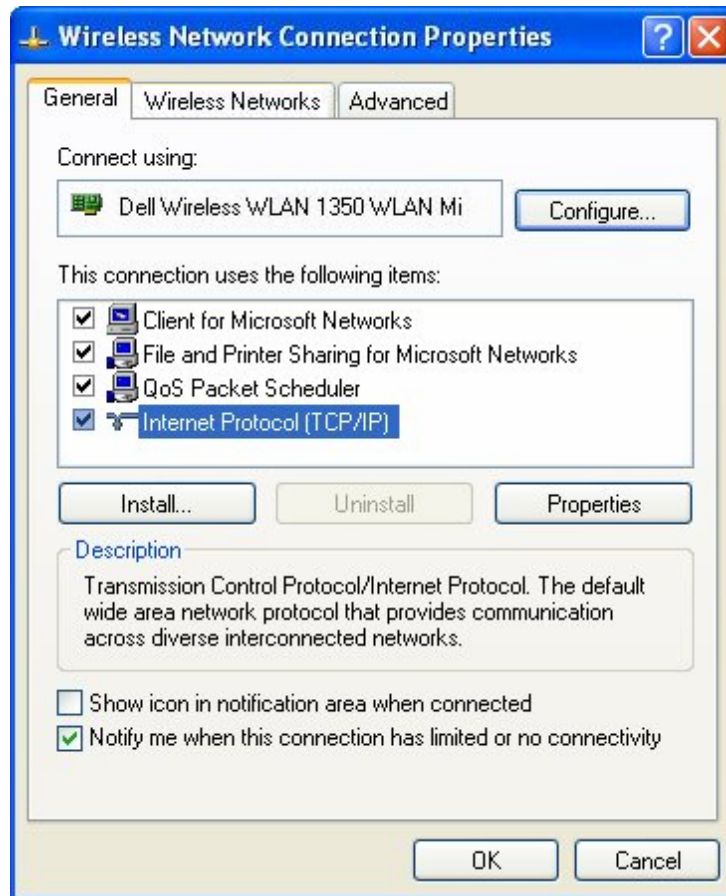 Wireless Network Connection Properties
General
Wireless Networks
Advanced
Connect using:
Dell Wireless WLAN 1350 WLAN Mi
Configure...
This connection uses the following items:
Client for Microsoft Networks
File and Printer Sharing for Microsoft Networks
QoS Packet Scheduler
Internet Protocol (TCP/IP)
Install...
Uninstall
Properties
Description
Transmission Control Protocol/Internet Protocol. The default
wide area network protocol that provides communication
across diverse interconnected networks.
Show icon in notification area when connected
Notify me when this connection has limited or no connectivity
OK
Cancel